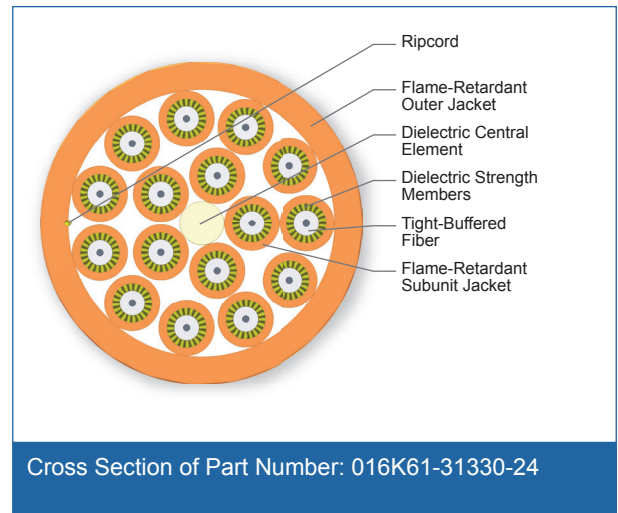 Ripcord
Flame-Retardant
Outer Jacket
Dielectric Central
Element
Dielectric Strength
Members
Tight-Buffered
Fiber
Flame-Retardant
Subunit Jacket
Cross Section of Part Number: 016K61-31330-24